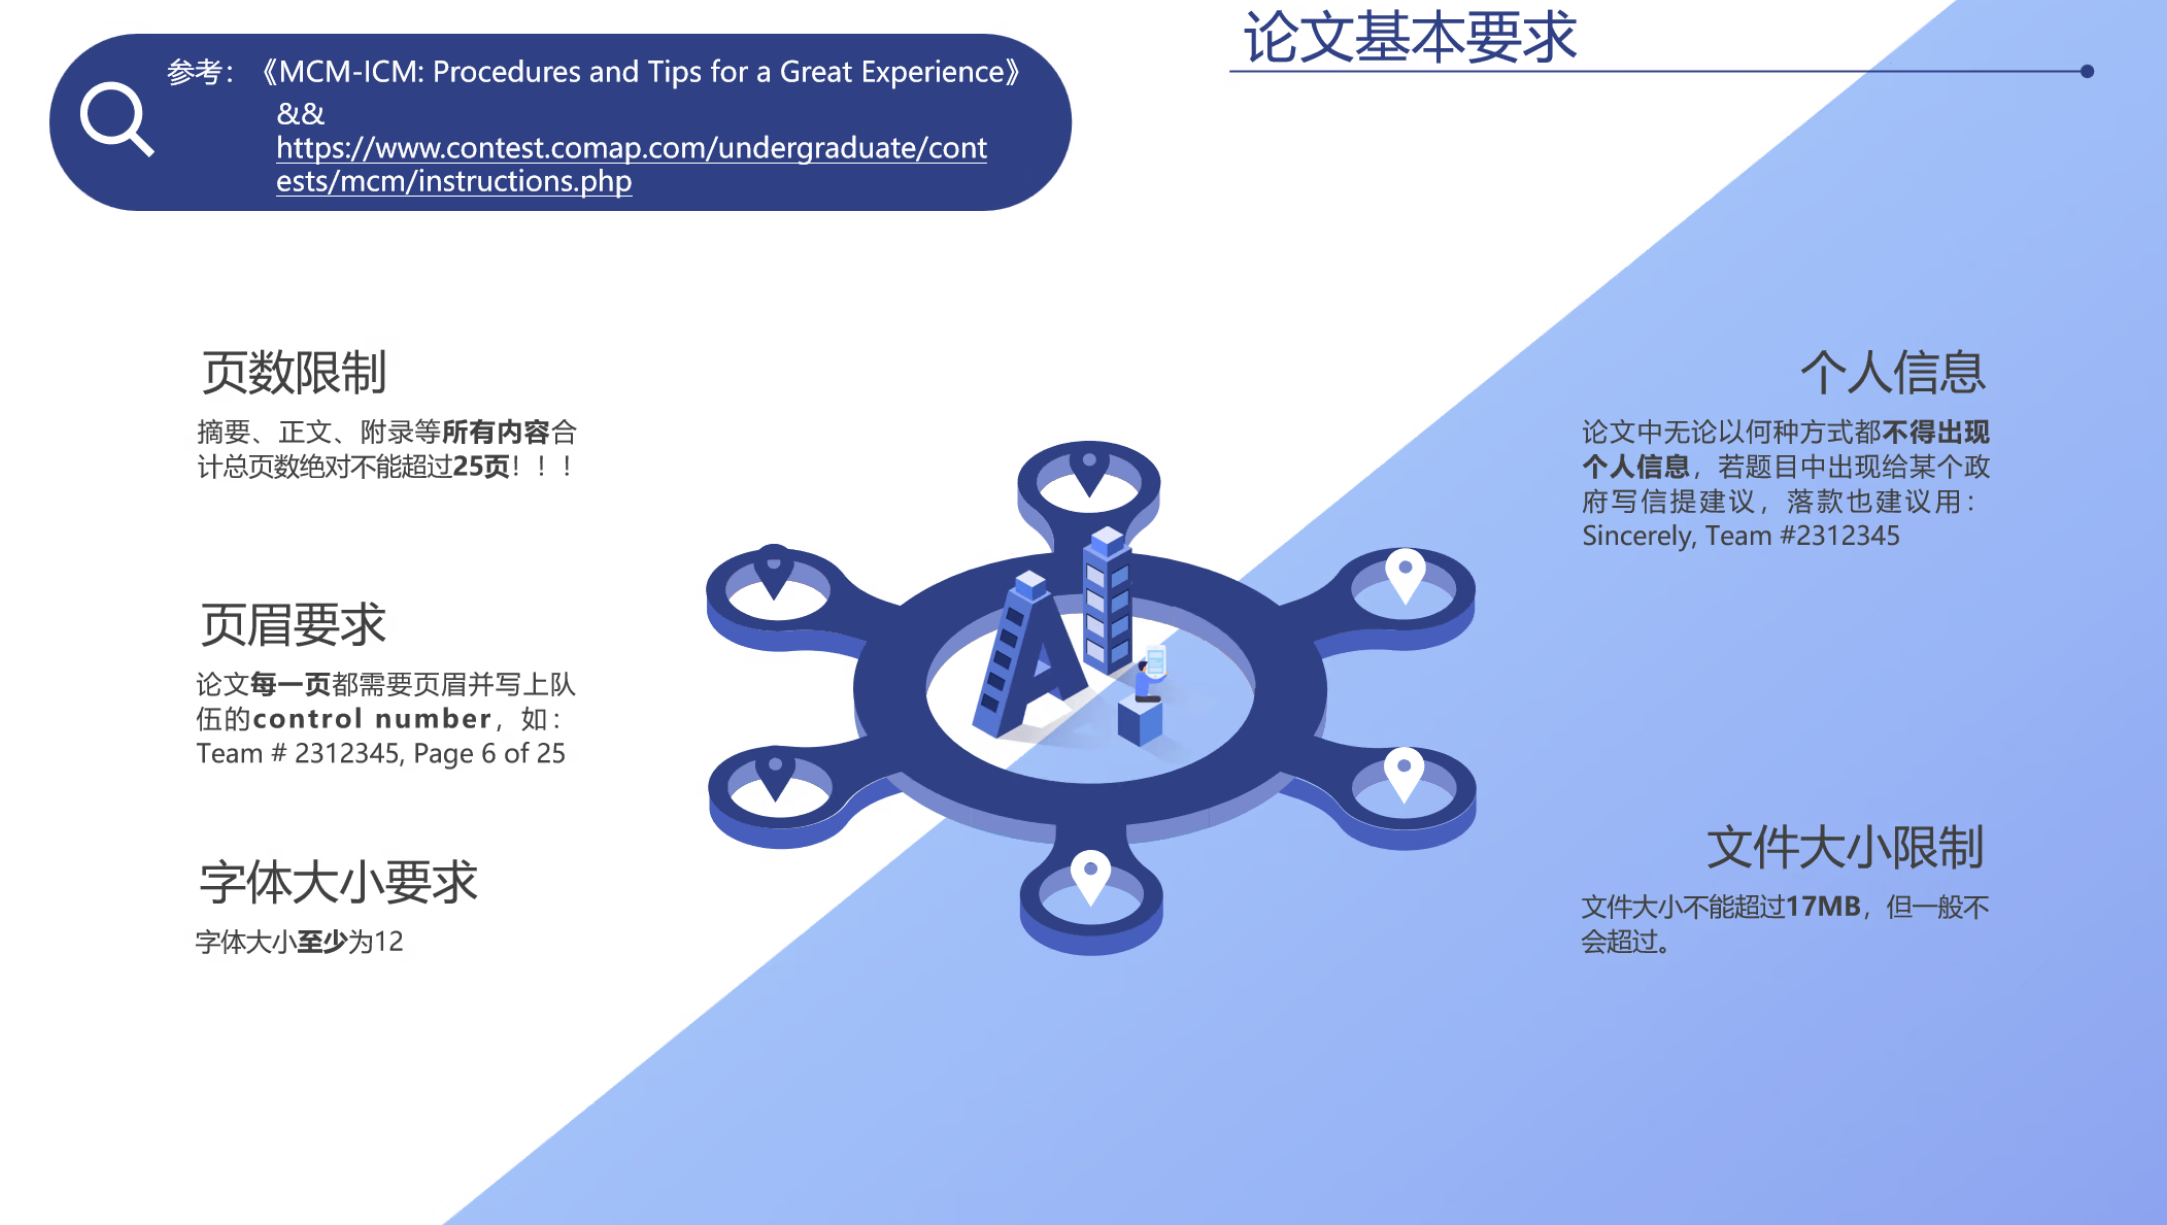 论文基本要求
参考：《MCM-ICM: Procedures and Tips for a Great Experience》
&&
https://www.contest.comap.com/undergraduate/cont
ests/mcm/instructions.php
页数限制
摘要、正文、附录等所有内容合
计总页数绝对不能超过25页！！！
页眉要求
论文每一页都需要页眉并写上队
伍的control number，如：
Team # 2312345, Page 6 of 25
字体大小要求
字体大小至少为12
个人信息
论文中无论以何种方式都不得出现
个人信息，若题目中出现给某个政
府写信提建议，落款也建议用：
Sincerely, Team #2312345
文件大小限制
文件大小不能超过17MB，但一般不
会超过。